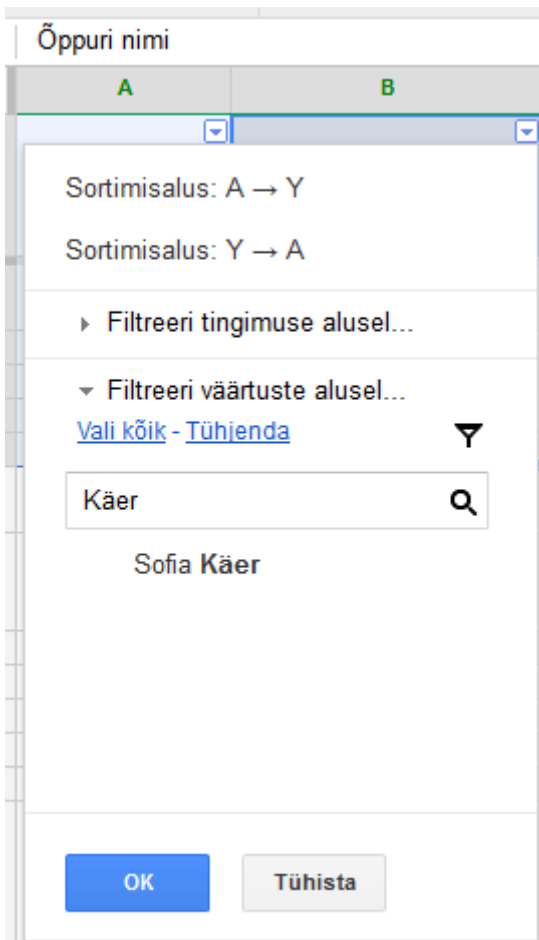 Õppuri nimi
A B
Sortimisalus: A → Y
Sortimisalus: Y → A
Filtreeri tingimuse alusel...
Filtreeri väärtuste alusel...
Vali kõik - Tühjenda
Käer
Sofia Käer
OK Tühista